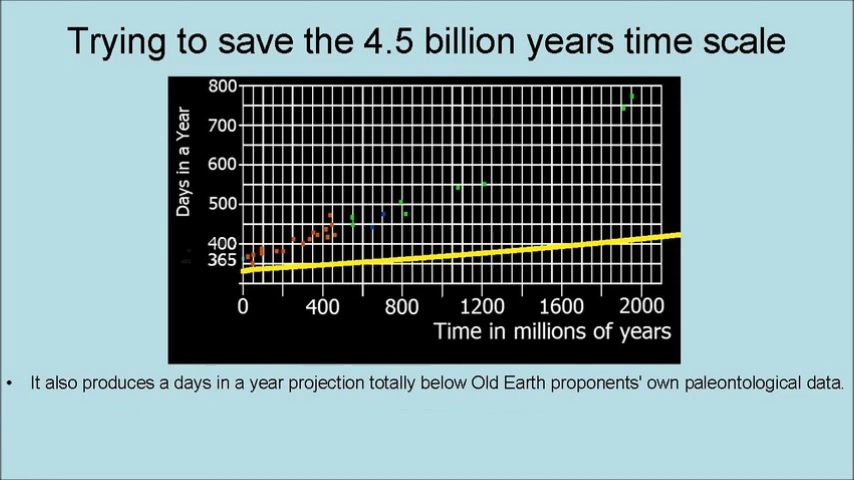 Trying to save the 4.5 billion years time scale
Days in a Year
800
700
600
500
400
365
0 400 800 1200 1600 2000
Time in millions of years
• It also produces a days in a year projection totally below Old Earth proponents' own paleontological data.